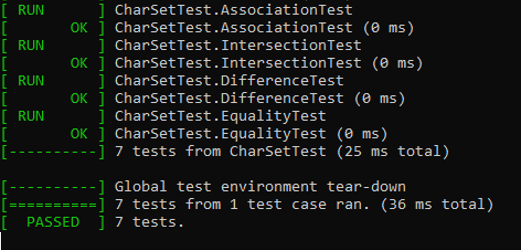 [ RUN      ] CharSetTest.AssociationTest
[       OK ] CharSetTest.AssociationTest (0 ms)
[ RUN      ] CharSetTest.IntersectionTest
[       OK ] CharSetTest.IntersectionTest (0 ms)
[ RUN      ] CharSetTest.DifferenceTest
[       OK ] CharSetTest.DifferenceTest (0 ms)
[ RUN      ] CharSetTest.EqualityTest
[       OK ] CharSetTest.EqualityTest (0 ms)
[----------] 7 tests from CharSetTest (25 ms total)
[----------] Global test environment tear-down
[==========] 7 tests from 1 test case ran. (36 ms total)
[  PASSED  ] 7 tests.